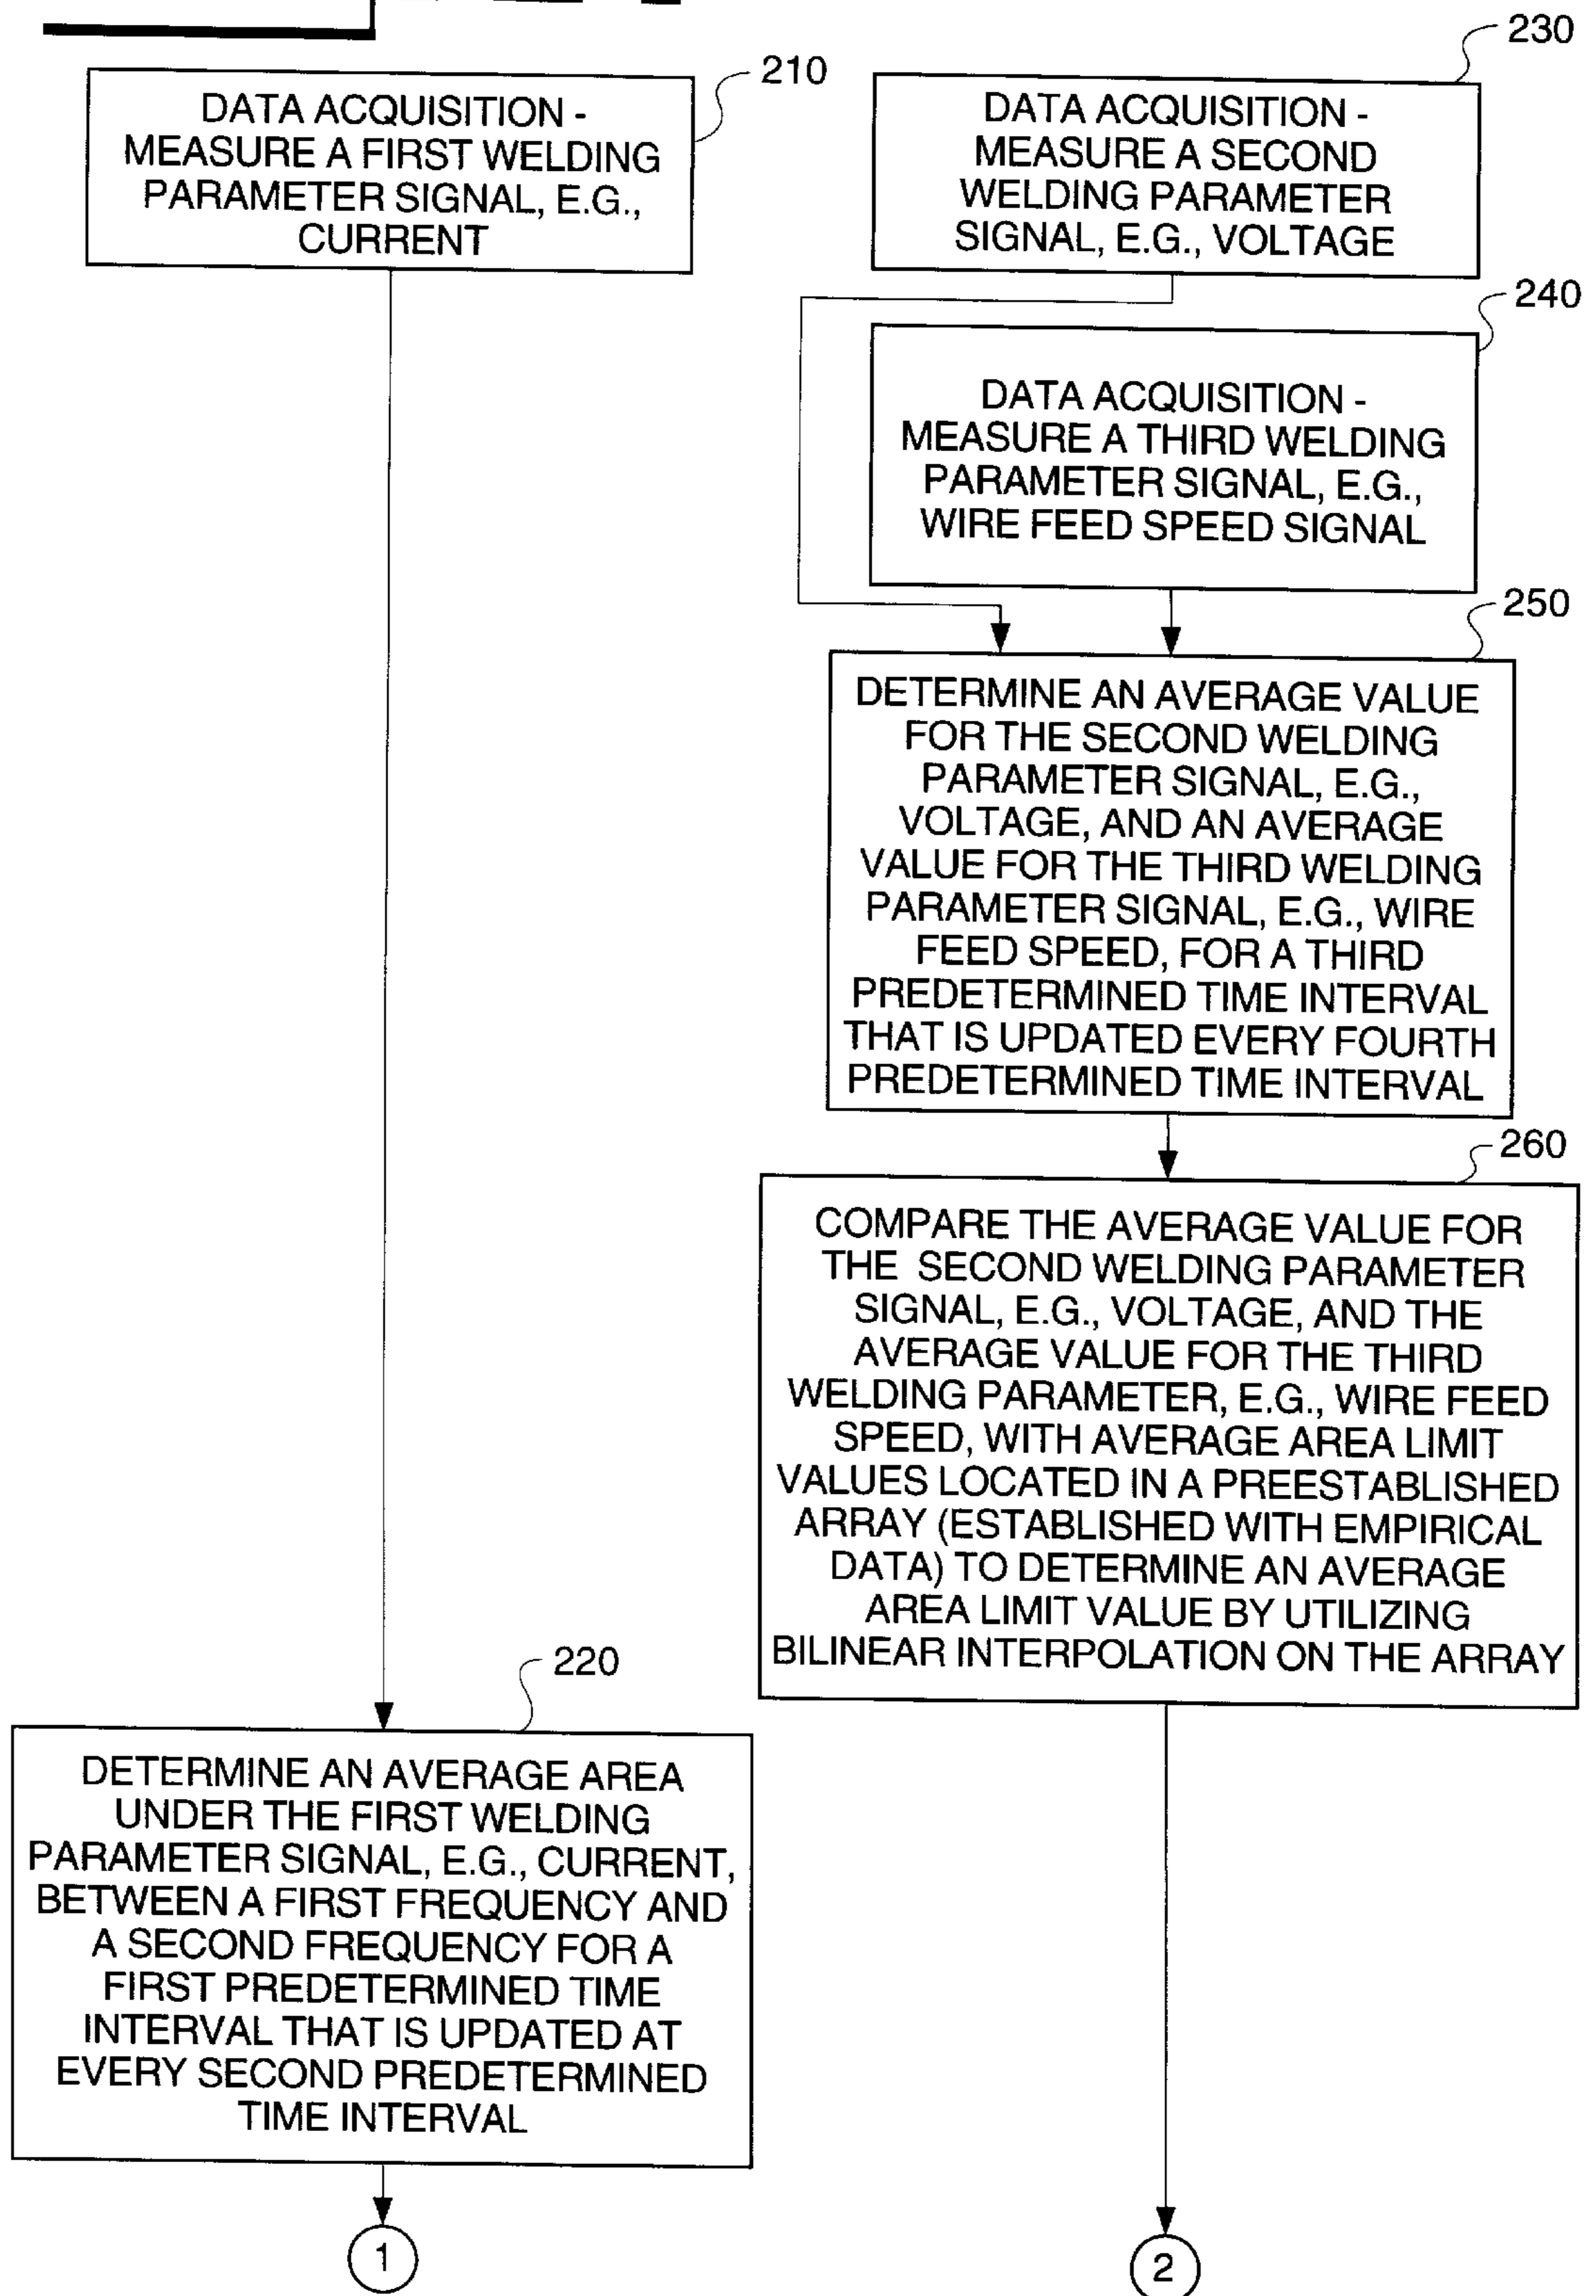 210
DATA ACQUISITION -
MEASURE A FIRST WELDING
PARAMETER SIGNAL, E.G.,
CURRENT
230
DATA ACQUISITION -
MEASURE A SECOND
WELDING PARAMETER
SIGNAL, E.G., VOLTAGE
240
DATA ACQUISITION -
MEASURE A THIRD WELDING
PARAMETER SIGNAL, E.G.,
WIRE FEED SPEED SIGNAL
250
DETERMINE AN AVERAGE VALUE
FOR THE SECOND WELDING
PARAMETER SIGNAL, E.G.,
VOLTAGE, AND AN AVERAGE
VALUE FOR THE THIRD WELDING
PARAMETER SIGNAL, E.G., WIRE
FEED SPEED, FOR A THIRD
PREDETERMINED TIME INTERVAL
THAT IS UPDATED EVERY FOURTH
PREDETERMINED TIME INTERVAL
260
COMPARE THE AVERAGE VALUE FOR
THE SECOND WELDING PARAMETER
SIGNAL, E.G., VOLTAGE, AND THE
AVERAGE VALUE FOR THE THIRD
WELDING PARAMETER, E.G., WIRE FEED
SPEED, WITH AVERAGE AREA LIMIT
VALUES LOCATED IN A PREESTABLISHED
ARRAY (ESTABLISHED WITH EMPIRICAL
DATA) TO DETERMINE AN AVERAGE
AREA LIMIT VALUE BY UTILIZING
BILINEAR INTERPOLATION ON THE ARRAY
220
DETERMINE AN AVERAGE AREA
UNDER THE FIRST WELDING
PARAMETER SIGNAL, E.G., CURRENT,
BETWEEN A FIRST FREQUENCY AND
A SECOND FREQUENCY FOR A
FIRST PREDETERMINED TIME
INTERVAL THAT IS UPDATED AT
EVERY SECOND PREDETERMINED
TIME INTERVAL
1
2